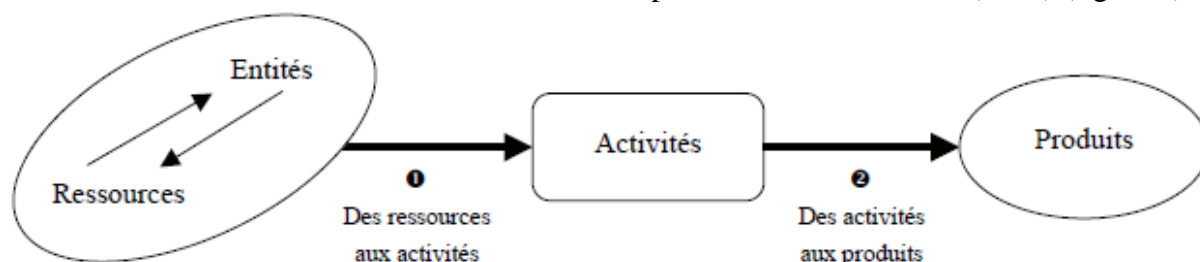 Entités
Ressources
❶
Des ressources
aux activités
Activités
❷
Des activités
aux produits
Produits